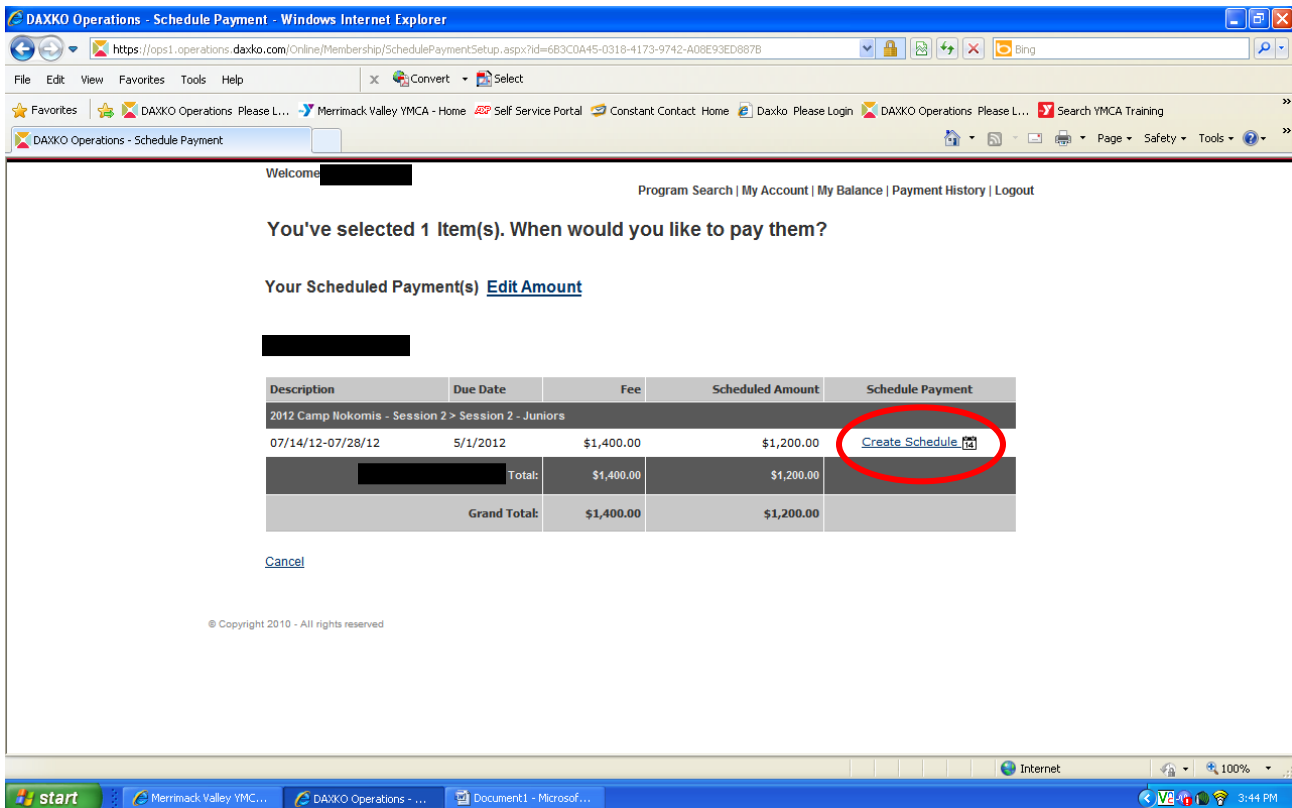 DAXKO Operations - Schedule Payment - Windows Internet Explorer
https://ops1.operations.daxko.com/Online/Membership/SchedulePaymentSetup.aspx?id=6B3C0A45-0318-4173-9742-A08E93ED887B
Bing
File Edit View Favorites Tools Help x Convert Select
Favorites DAXKO Operations Please L... Merrimack Valley YMCA - Home Self Service Portal Constant Contact Home Daxko Please Login DAXKO Operations Please L... Search YMCA Training »
DAXKO Operations - Schedule Payment Page Safety Tools »
Welcome
Program Search | My Account | My Balance | Payment History | Logout
You've selected 1 Item(s). When would you like to pay them?
Your Scheduled Payment(s) Edit Amount
Description Due Date Fee Scheduled Amount Schedule Payment
2012 Camp Nokomis - Session 2 > Session 2 - Juniors
07/14/12-07/28/12 5/1/2012 $1,400.00 $1,200.00 Create Schedule 14
Total: $1,400.00 $1,200.00
Grand Total: $1,400.00 $1,200.00
Cancel
© Copyright 2010 - All rights reserved
Internet 100%
start Merrimack Valley YMC... DAXKO Operations - ... Document1 - Microsof... 3:44 PM